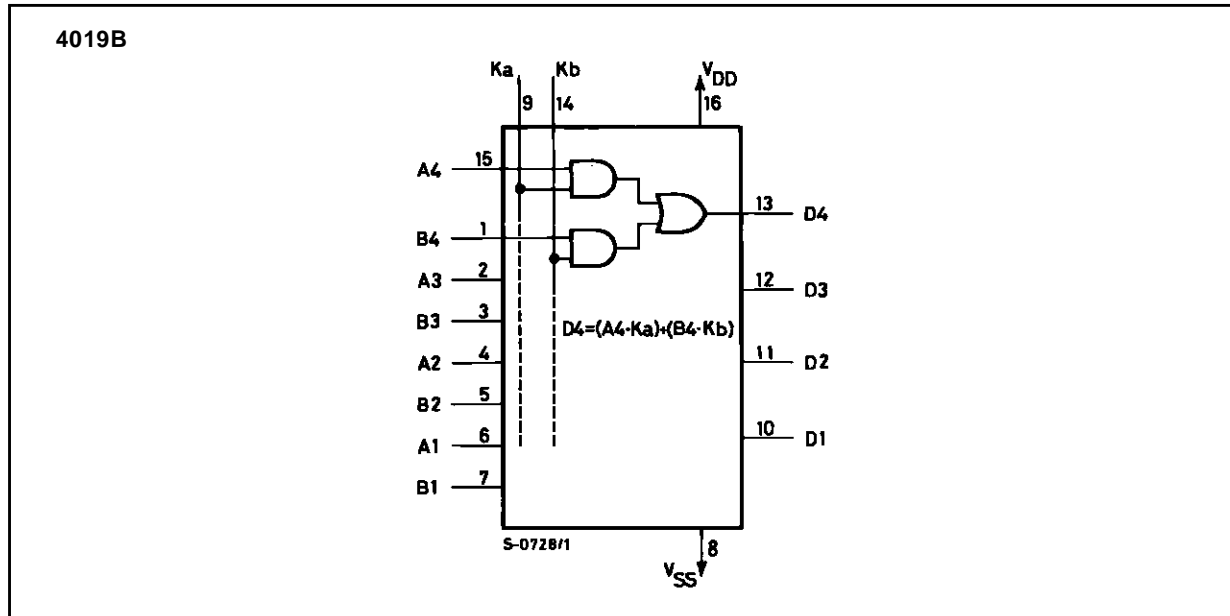 4019B
Ka Kb VDD
9 14 16
A4 15
13 D4
B4 1
A3 2
12 D3
B3 3
D4=(A4·Ka)+(B4·Kb)
A2 4
11 D2
B2 5
A1 6
10 D1
B1 7
S-0728/1
8
VSS